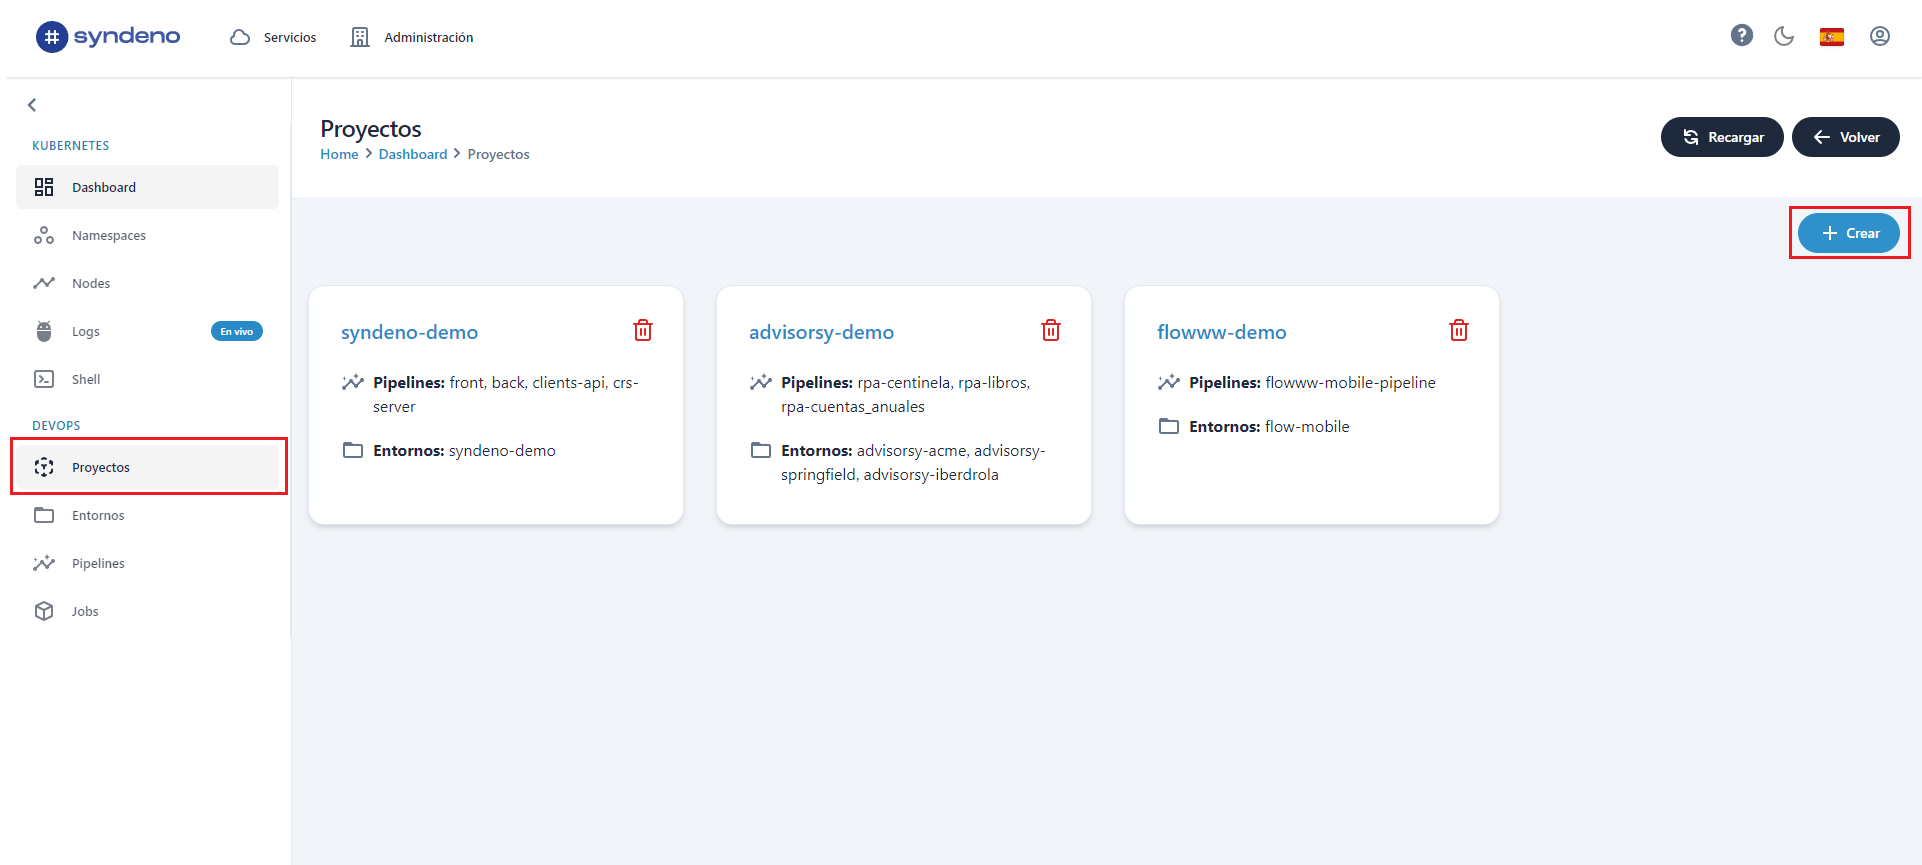 syndeno
Servicios
Administración
KUBERNETES
Dashboard
Namespaces
Nodes
Logs
En vivo
Shell
DEVOPS
Proyectos
Entornos
Pipelines
Jobs
Proyectos
Home > Dashboard > Proyectos
Recargar
Volver
+ Crear
syndeno-demo
Pipelines: front, back, clients-api, crs-
server
Entornos: syndeno-demo
advisorsy-demo
Pipelines: rpa-centinela, rpa-libros,
rpa-cuentas_anuales
Entornos: advisorsy-acme, advisorsy-
springfield, advisorsy-iberdrola
flowww-demo
Pipelines: flowww-mobile-pipeline
Entornos: flow-mobile